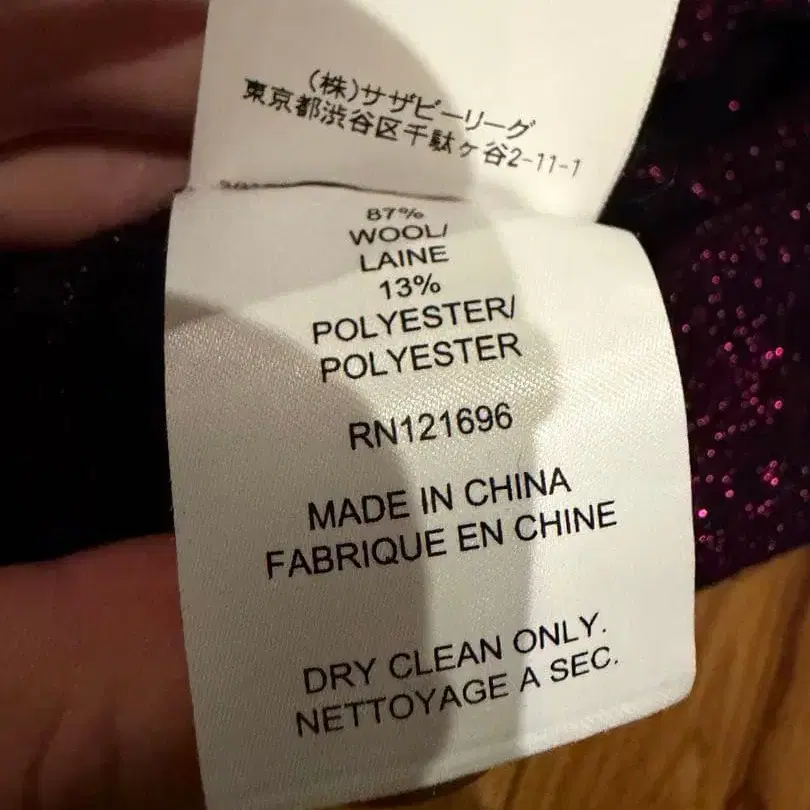 (株)サザビーリーグ
東京都渋谷区千駄ヶ谷2-11-1
87%
WOOL/
LAINE
13%
POLYESTER/
POLYESTER
RN121696
MADE IN CHINA
FABRIQUE EN CHINE
DRY CLEAN ONLY.
NETTOYAGE A SEC.